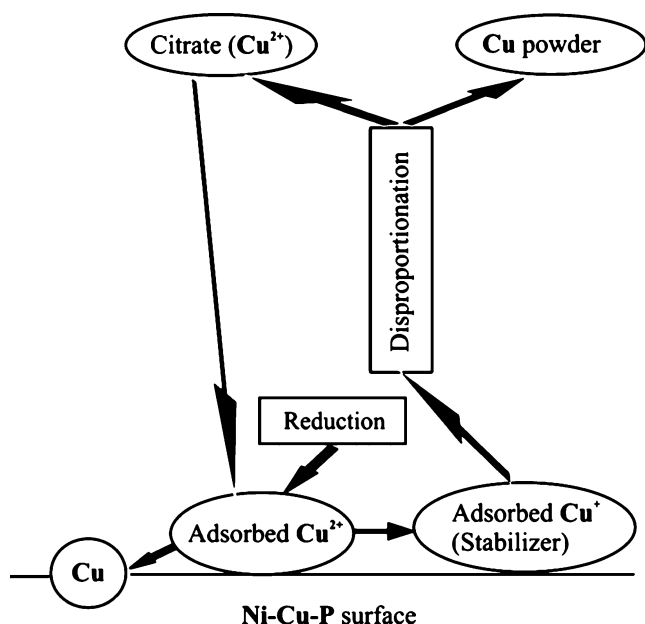 Citrate (Cu²⁺)
Cu powder
Disproportionation
Reduction
Adsorbed Cu²⁺
Adsorbed Cu⁺
(Stabilizer)
Cu
Ni-Cu-P surface